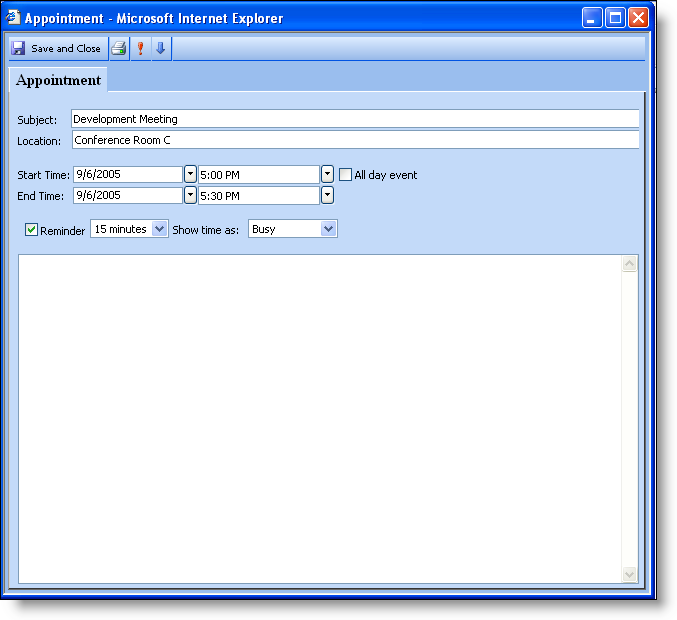 Appointment - Microsoft Internet Explorer
Save and Close
Appointment
Subject: Development Meeting
Location: Conference Room C
Start Time: 9/6/2005 5:00 PM All day event
End Time: 9/6/2005 5:30 PM
Reminder 15 minutes Show time as: Busy